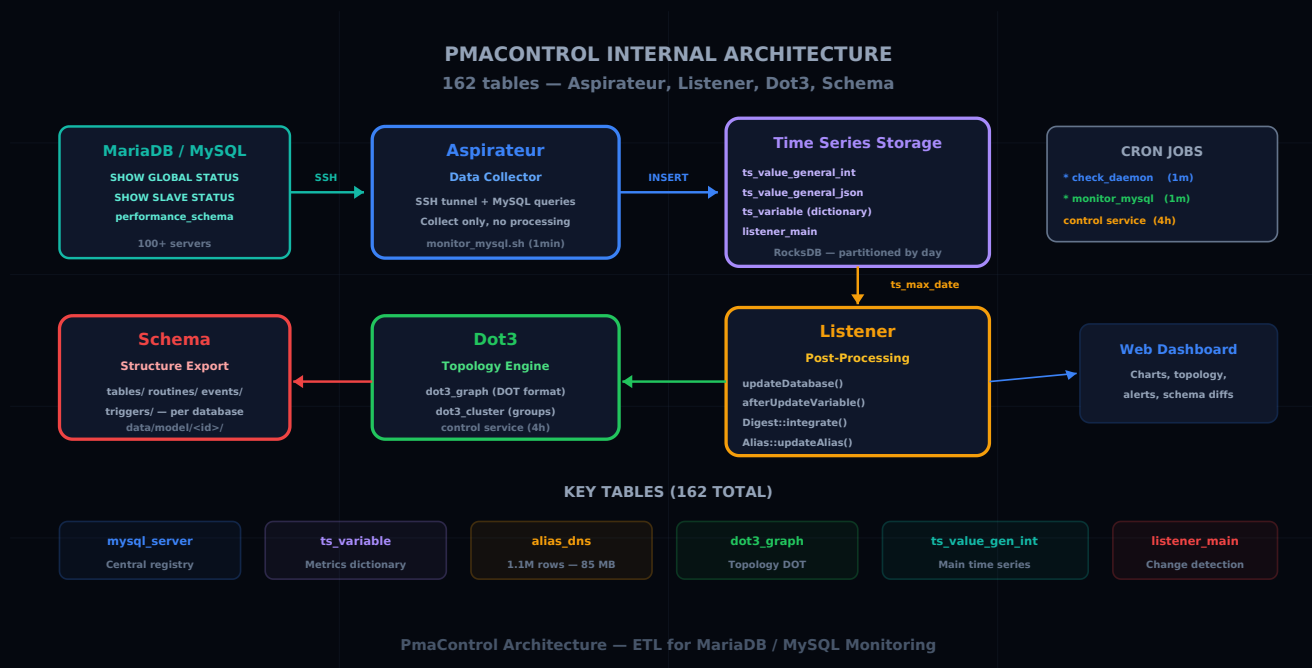 PMACONTROL INTERNAL ARCHITECTURE
162 tables — Aspirateur, Listener, Dot3, Schema
MariaDB / MySQL
SHOW GLOBAL STATUS
SHOW SLAVE STATUS
performance_schema
100+ servers
SSH
Aspirateur
Data Collector
SSH tunnel + MySQL queries
Collect only, no processing
monitor_mysql.sh (1min)
INSERT
Time Series Storage
ts_value_general_int
ts_value_general_json
ts_variable (dictionary)
listener_main
RocksDB — partitioned by day
CRON JOBS
* check_daemon (1m)
* monitor_mysql (1m)
control service (4h)
ts_max_date
Schema
Structure Export
tables/ routines/ events/
triggers/ — per database
data/model/<id>/
Dot3
Topology Engine
dot3_graph (DOT format)
dot3_cluster (groups)
control service (4h)
Listener
Post-Processing
updateDatabase()
afterUpdateVariable()
Digest::integrate()
Alias::updateAlias()
Web Dashboard
Charts, topology,
alerts, schema diffs
KEY TABLES (162 TOTAL)
mysql_server
Central registry
ts_variable
Metrics dictionary
alias_dns
1.1M rows — 85 MB
dot3_graph
Topology DOT
ts_value_gen_int
Main time series
listener_main
Change detection
PmaControl Architecture — ETL for MariaDB / MySQL Monitoring